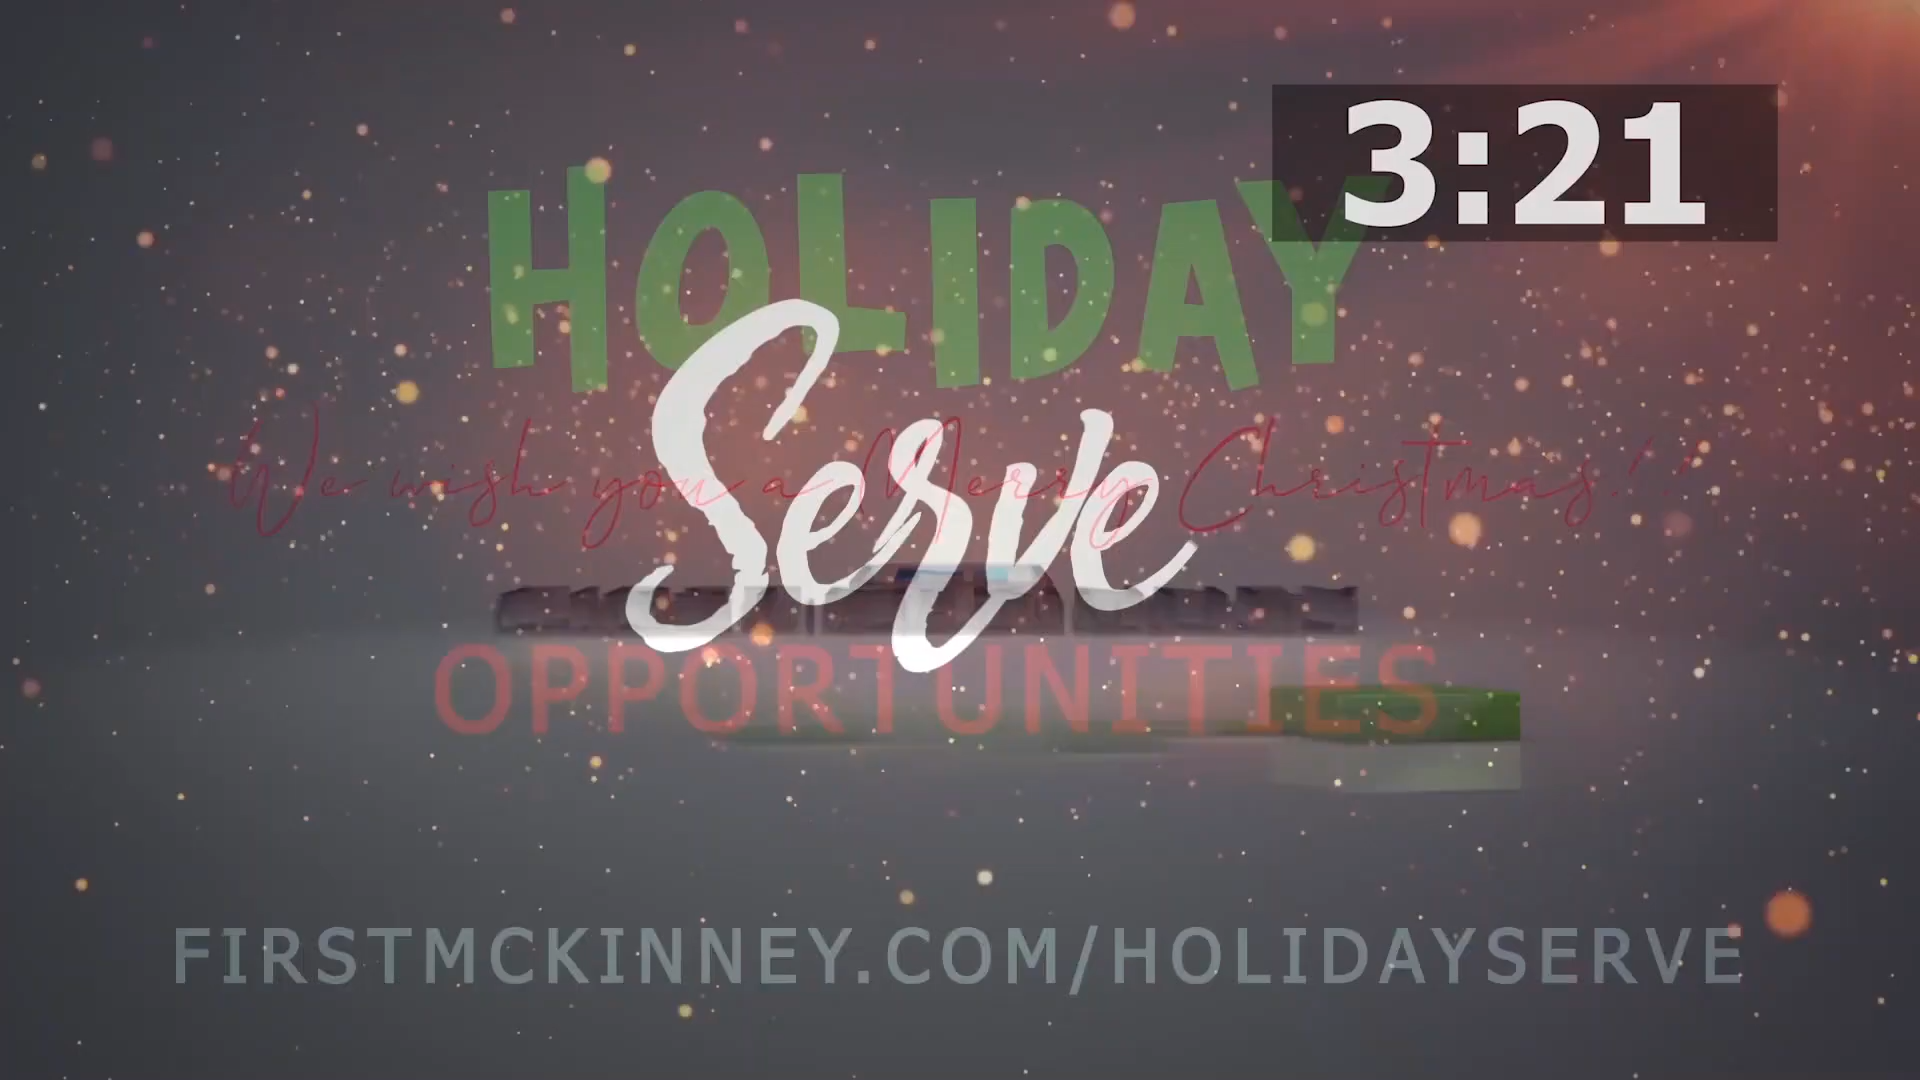 3:21
HOLIDAY
Serve
We wish you a Merry Christmas!!
OPPORTUNITIES
FIRSTMCKINNEY.COM/HOLIDAYSERVE